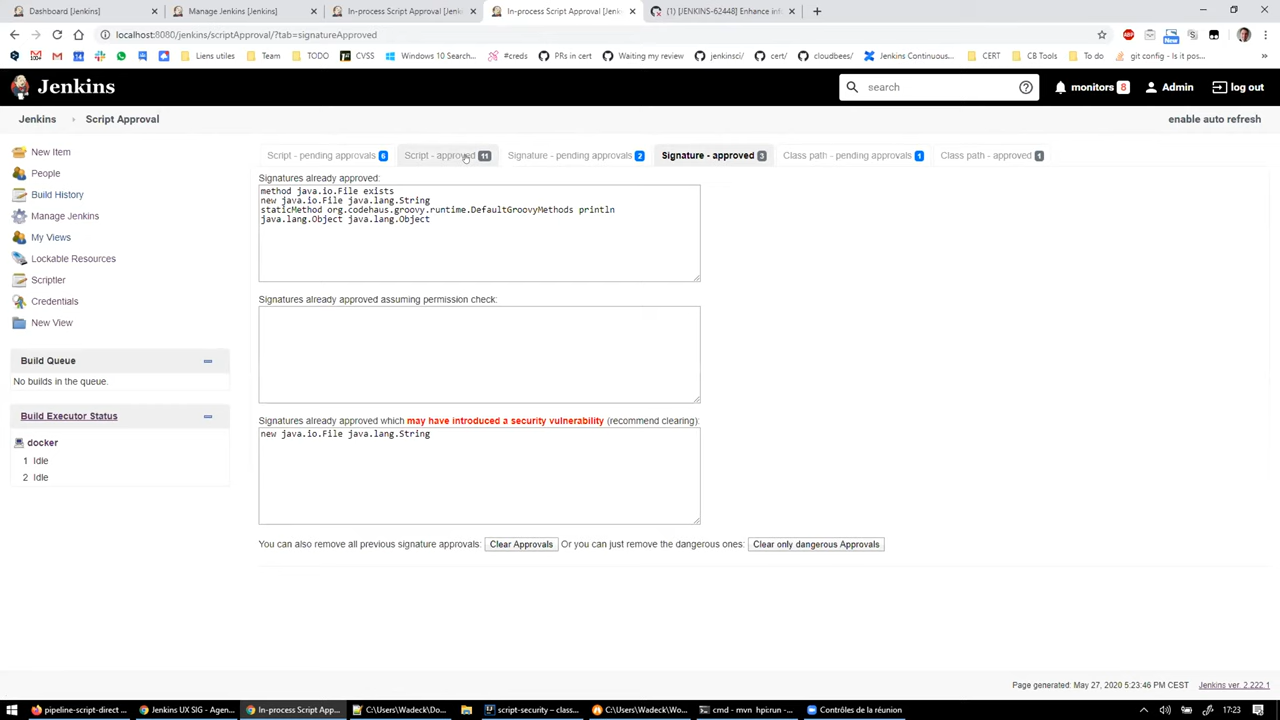 Dashboard [Jenkins]
Manage Jenkins [Jenkins]
In-process Script Approval [Jenk
In-process Script Approval [Jenk
(1) [JENKINS-62448] Enhance inf
localhost:8080/jenkins/scriptApproval/?tab=signatureApproved
Liens utiles
Team
TODO
CVSS
Windows 10 Search...
#creds
PRs in cert
Waiting my review
jenkinsci/
cert/
cloudbees/
Jenkins Continuous...
CERT
CB Tools
To do
git config - Is it pos...
Jenkins
search
monitors 8
Admin
log out
Jenkins
Script Approval
enable auto refresh
New Item
People
Build History
Manage Jenkins
My Views
Lockable Resources
Scriptler
Credentials
New View
Build Queue
No builds in the queue.
Build Executor Status
docker
1 Idle
2 Idle
Script - pending approvals 6
Script - approved 11
Signature - pending approvals 2
Signature - approved 3
Class path - pending approvals 1
Class path - approved 1
Signatures already approved:
method java.io.File exists
new java.io.File java.lang.String
staticMethod org.codehaus.groovy.runtime.DefaultGroovyMethods println
java.lang.Object java.lang.Object
Signatures already approved assuming permission check:
Signatures already approved which may have introduced a security vulnerability (recommend clearing):
new java.io.File java.lang.String
You can also remove all previous signature approvals: Clear Approvals Or you can just remove the dangerous ones: Clear only dangerous Approvals
Page generated: May 27, 2020 5:23:46 PM CEST Jenkins ver. 2.222.1
pipeline-script-direct ...
Jenkins UX SIG - Agen...
In-process Script App...
C:\Users\Wadeck\Do...
script-security – class...
C:\Users\Wadeck\Wo...
cmd - mvn hpi:run -...
Contrôles de la réunion
17:23